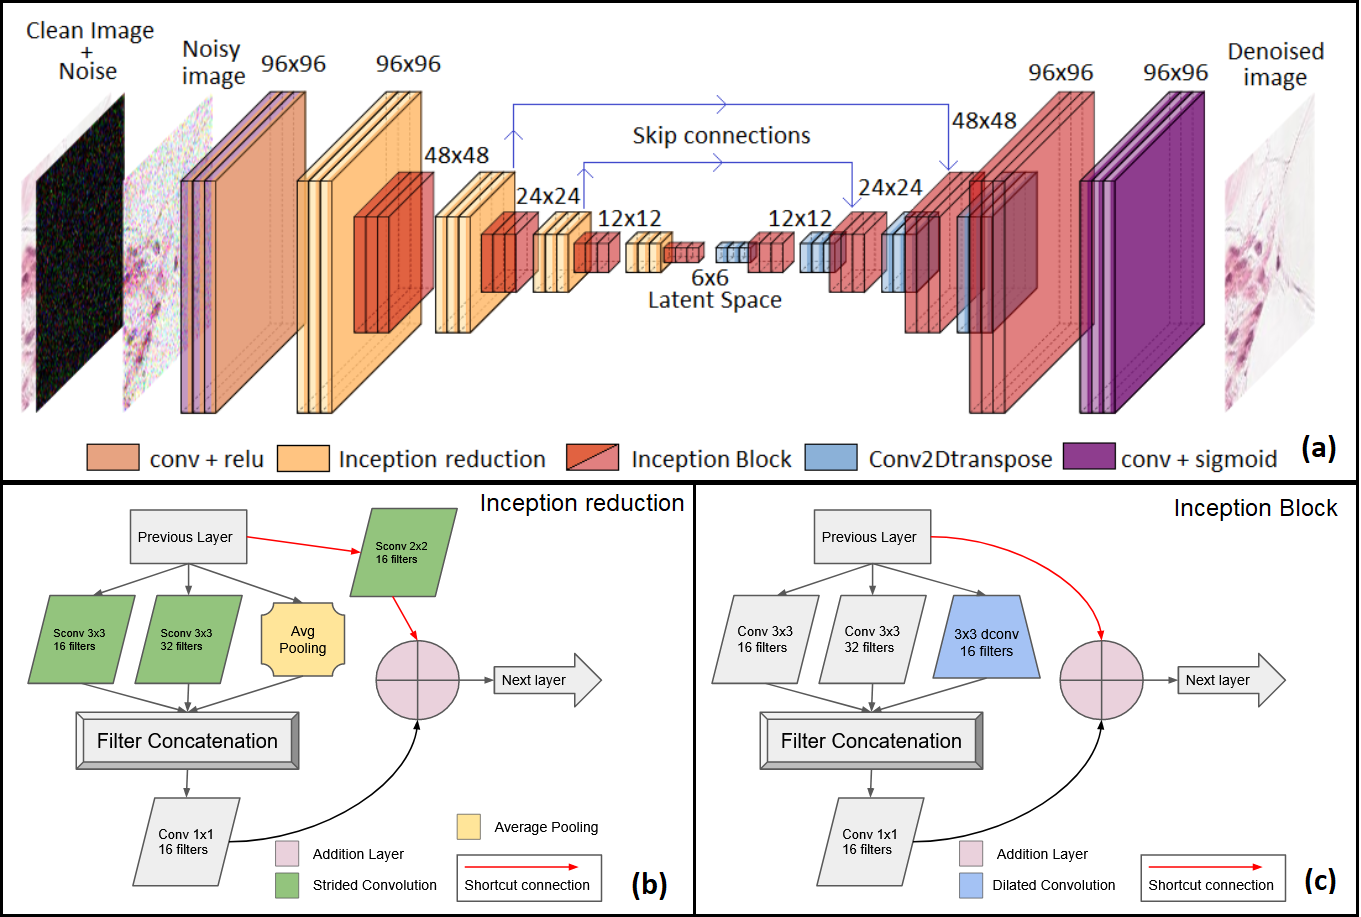 Clean Image
+
Noise
Noisy
image
96x96
96x96
48x48
24x24
12x12
Skip connections
6x6
Latent Space
12x12
24x24
48x48
96x96
96x96
Denoised
image
conv + relu
Inception reduction
Inception Block
Conv2Dtranspose
conv + sigmoid
(a)
Inception reduction
Previous Layer
Sconv 2x2
16 filters
Sconv 3x3
16 filters
Sconv 3x3
32 filters
Avg
Pooling
Next layer
Filter Concatenation
Conv 1x1
16 filters
Average Pooling
Addition Layer
Strided Convolution
Shortcut connection
(b)
Inception Block
Previous Layer
Conv 3x3
16 filters
Conv 3x3
32 filters
3x3 dconv
16 filters
Next layer
Filter Concatenation
Conv 1x1
16 filters
Addition Layer
Dilated Convolution
Shortcut connection
(c)